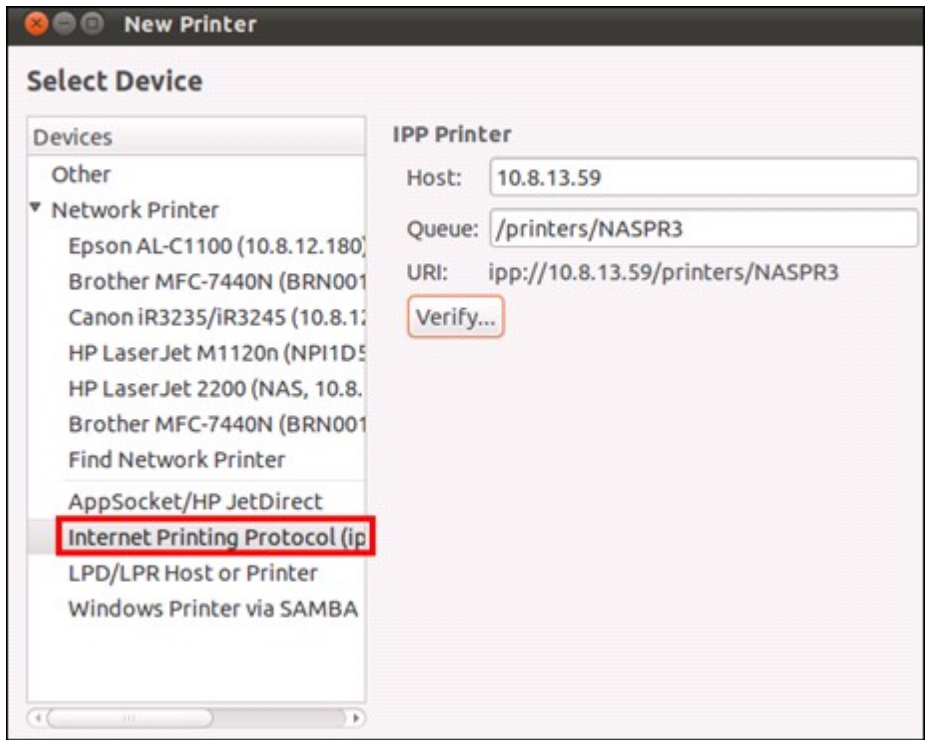 New Printer
Select Device
Devices
Other
Network Printer
Epson AL-C1100 (10.8.12.180)
Brother MFC-7440N (BRN001
Canon iR3235/iR3245 (10.8.12
HP LaserJet M1120n (NPI1D5
HP LaserJet 2200 (NAS, 10.8.
Brother MFC-7440N (BRN001
Find Network Printer
AppSocket/HP JetDirect
Internet Printing Protocol (ip
LPD/LPR Host or Printer
Windows Printer via SAMBA
IPP Printer
Host: 10.8.13.59
Queue: /printers/NASPR3
URI: ipp://10.8.13.59/printers/NASPR3
Verify...